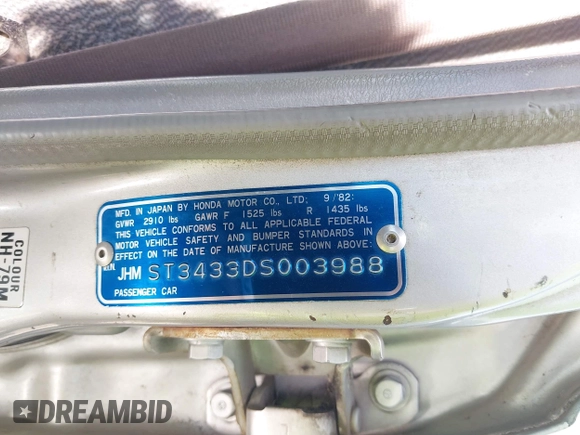 MFD. IN JAPAN BY HONDA MOTOR CO., LTD; 9/'82:
GVWR 2910 lbs GAWR F 1525 lbs R 1435 lbs
THIS VEHICLE CONFORMS TO ALL APPLICABLE FEDERAL
MOTOR VEHICLE SAFETY AND BUMPER STANDARDS IN
EFFECT ON THE DATE OF MANUFACTURE SHOWN ABOVE:
JHM ST3433DS003988
PASSENGER CAR
COLOUR
NH-79M
DREAMBID